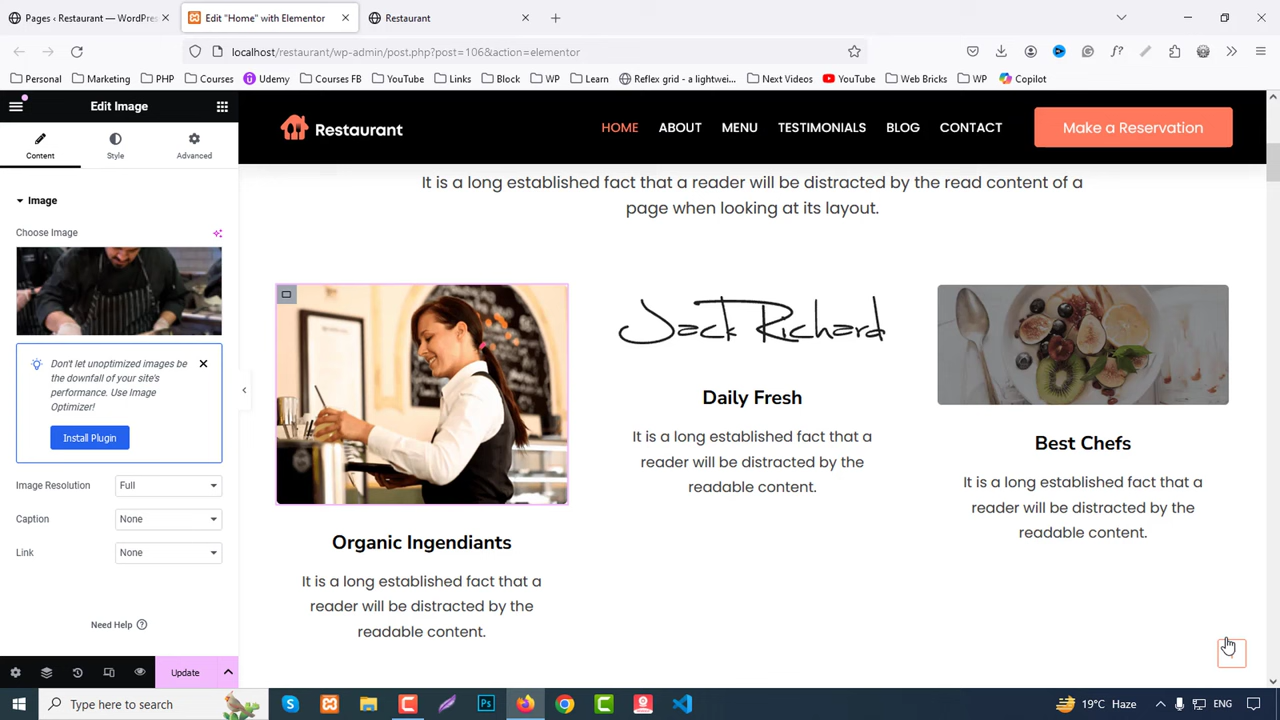 Pages ‹ Restaurant — WordPres
Edit "Home" with Elementor
Restaurant
localhost/restaurant/wp-admin/post.php?post=106&action=elementor
Personal
Marketing
PHP
Courses
Udemy
Courses FB
YouTube
Links
Block
WP
Learn
Reflex grid - a lightwei...
Next Videos
YouTube
Web Bricks
WP
Copilot
Edit Image
Content
Style
Advanced
Image
Choose Image
Don't let unoptimized images be
the downfall of your site's
performance. Use Image
Optimizer!
Install Plugin
Image Resolution
Full
Caption
None
Link
None
Need Help
Update
Restaurant
HOME
ABOUT
MENU
TESTIMONIALS
BLOG
CONTACT
Make a Reservation
It is a long established fact that a reader will be distracted by the read content of a
page when looking at its layout.
Organic Ingendiants
It is a long established fact that a
reader will be distracted by the
readable content.
Jack Richard
Daily Fresh
It is a long established fact that a
reader will be distracted by the
readable content.
Best Chefs
It is a long established fact that a
reader will be distracted by the
readable content.
Type here to search
19°C Haze
ENG